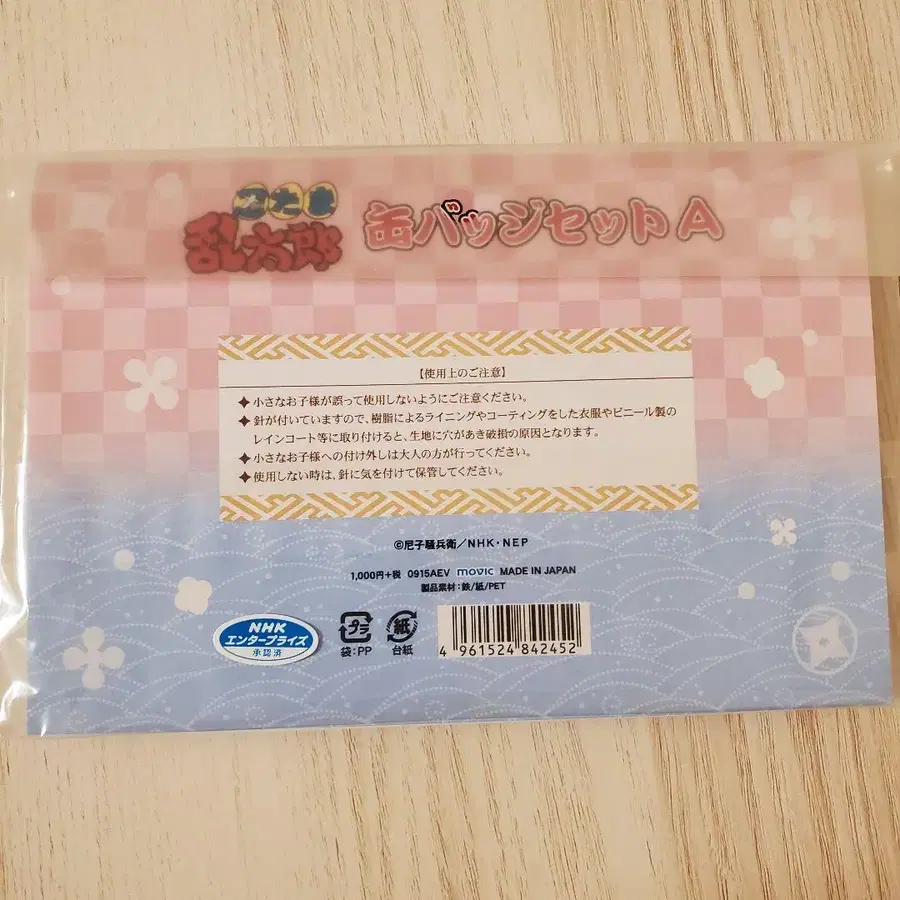 忍たま
乱太郎
缶バッジセットA
【使用上のご注意】
◆小さなお子様が誤って使用しないようにご注意ください。
◆針が付いていますので、樹脂によるライニングやコーティングをした衣服やビニール製の
レインコート等に取り付けると、生地に穴があき破損の原因となります。
◆小さなお子様への付け外しは大人の方が行ってください。
◆使用しない時は、針に気を付けて保管してください。
©尼子騒兵衛／NHK・NEP
1,000円+税 0915AEV movic MADE IN JAPAN
製品素材：鉄/紙/PET
NHK
エンタープライズ
承認済
プラ
袋：PP
紙
台紙
4 961524 842452